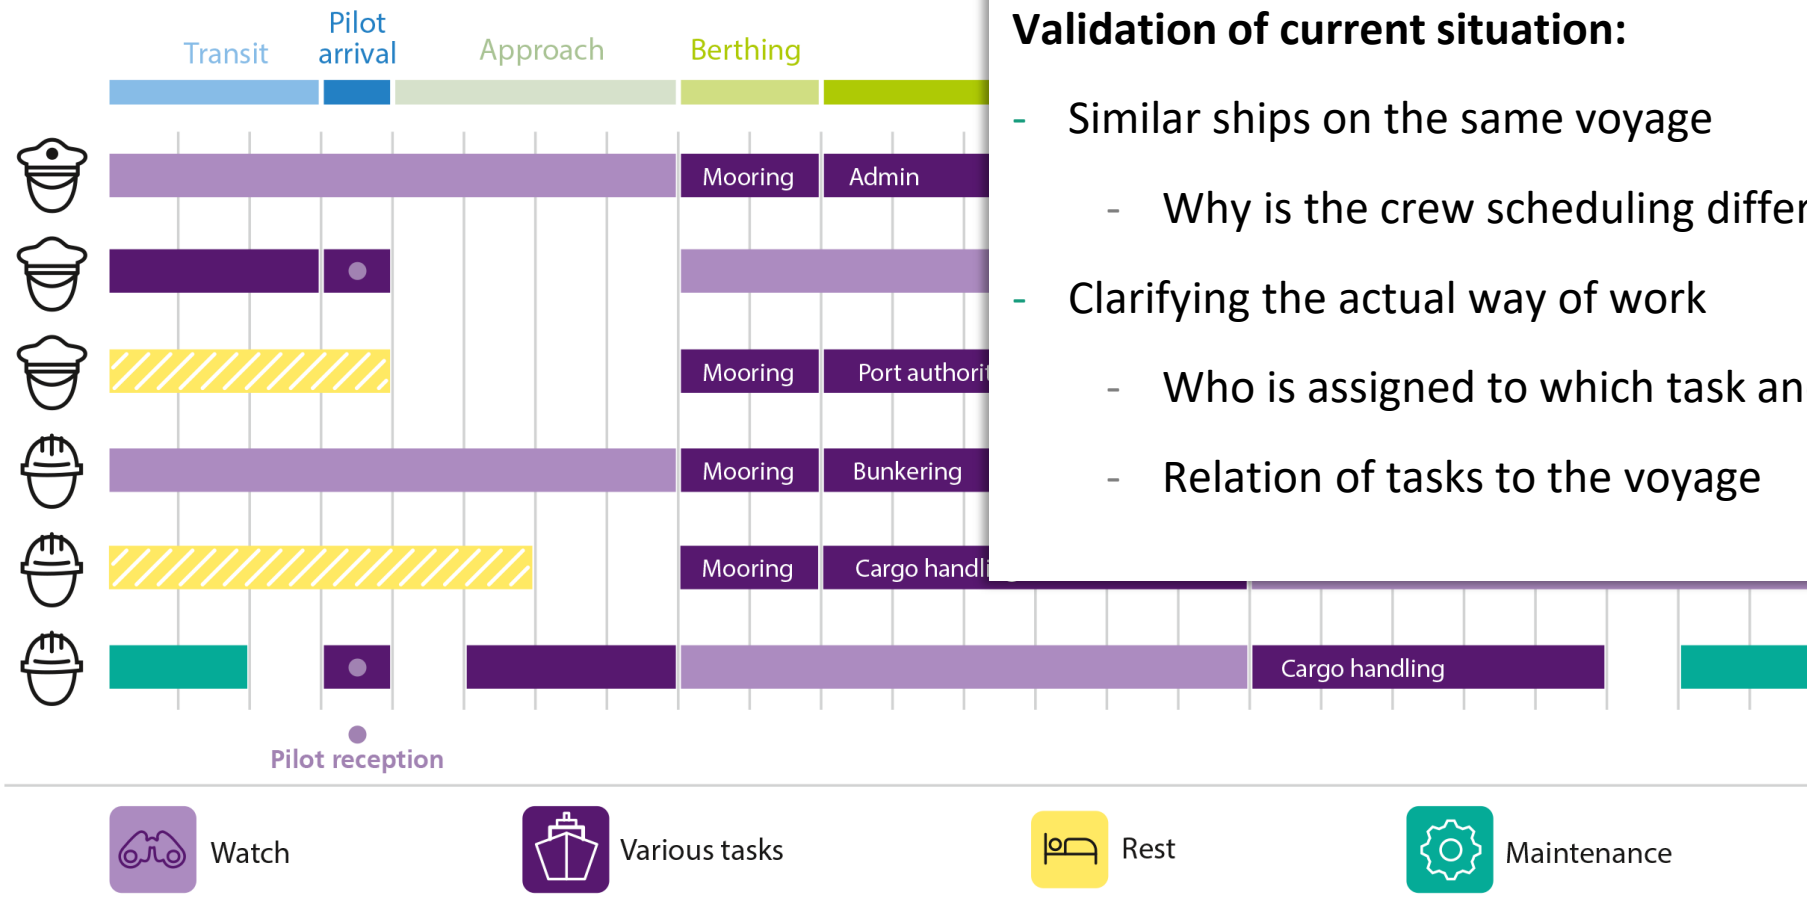 Pilot
Transit arrival Approach Berthing
Validation of current situation:
- Similar ships on the same voyage
- Why is the crew scheduling differ
- Clarifying the actual way of work
- Who is assigned to which task an
- Relation of tasks to the voyage
Mooring Admin
Mooring Port authorit
Mooring Bunkering
Mooring Cargo handli
Cargo handling
Pilot reception
Watch Various tasks Rest Maintenance